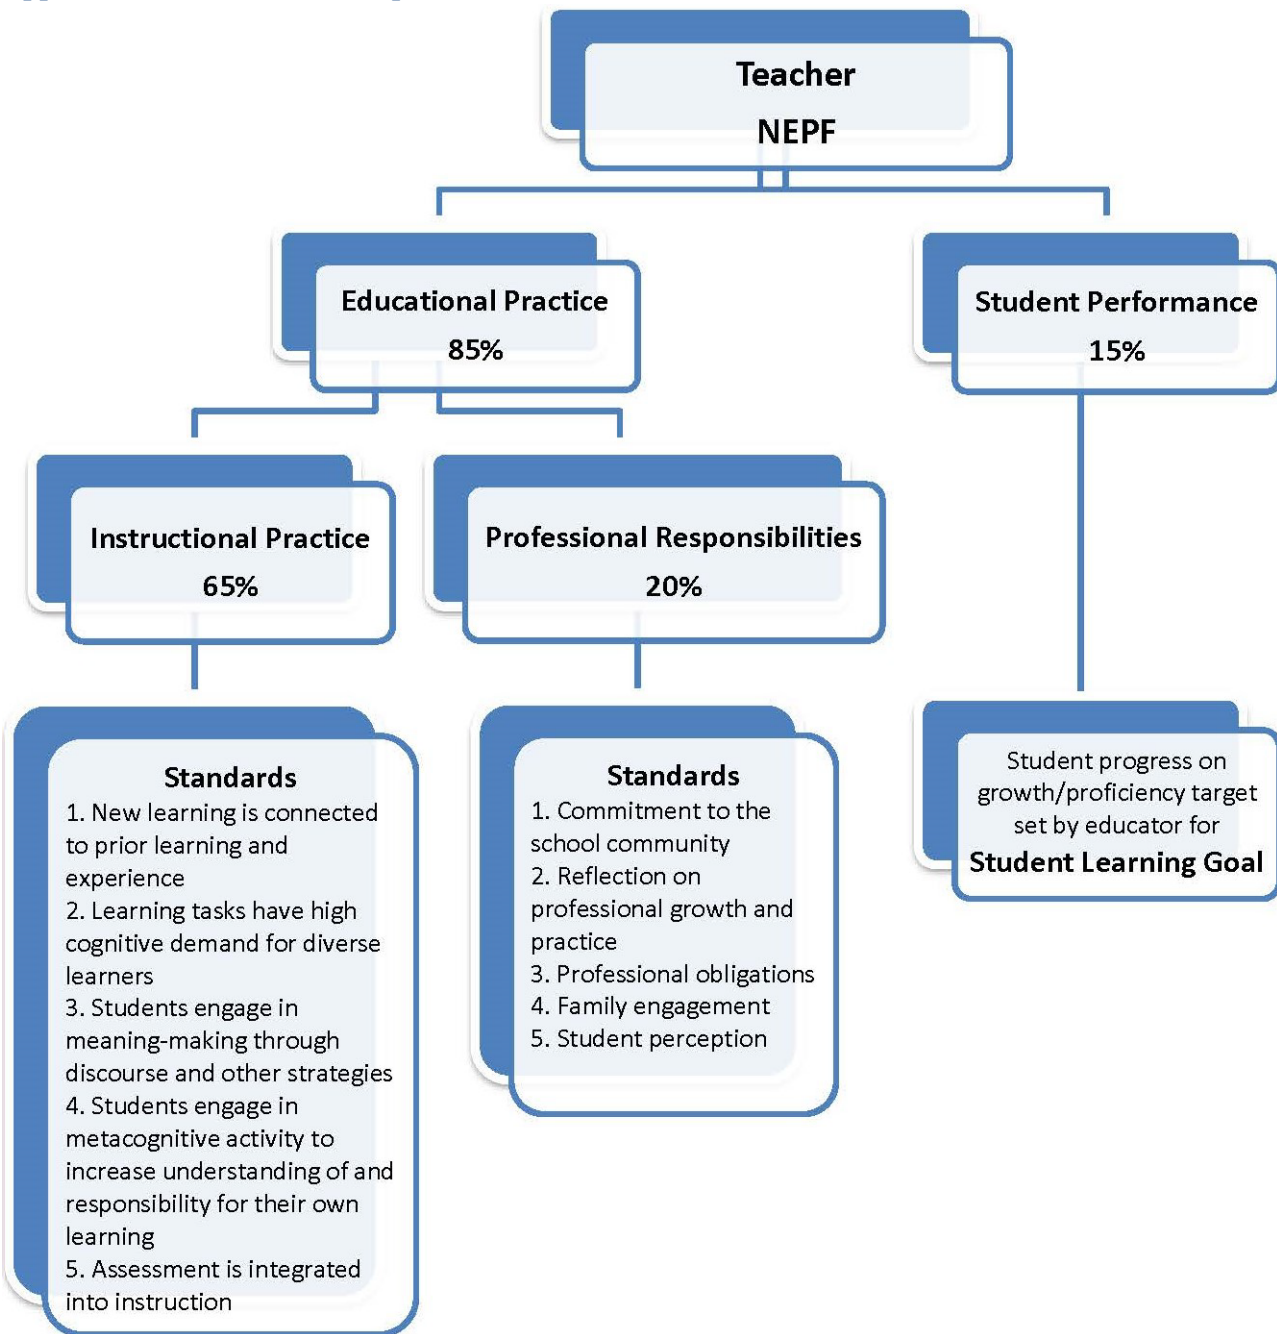 Teacher
NEPF
Educational Practice
85%
Student Performance
15%
Instructional Practice
65%
Professional Responsibilities
20%
Standards
1. New learning is connected
to prior learning and
experience
2. Learning tasks have high
cognitive demand for diverse
learners
3. Students engage in
meaning-making through
discourse and other strategies
4. Students engage in
metacognitive activity to
increase understanding of and
responsibility for their own
learning
5. Assessment is integrated
into instruction
Standards
1. Commitment to the
school community
2. Reflection on
professional growth and
practice
3. Professional obligations
4. Family engagement
5. Student perception
Student progress on
growth/proficiency target
set by educator for
Student Learning Goal